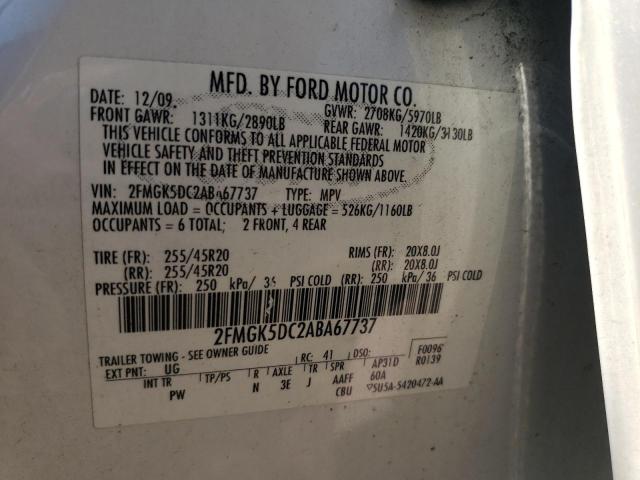 MFD. BY FORD MOTOR CO.
DATE: 12/09 GVWR: 2708KG/5970LB
FRONT GAWR: 1311KG/2890LB REAR GAWR: 1420KG/3130LB
THIS VEHICLE CONFORMS TO ALL APPLICABLE FEDERAL MOTOR
VEHICLE SAFETY AND THEFT PREVENTION STANDARDS
IN EFFECT ON THE DATE OF MANUFACTURE SHOWN ABOVE.
VIN: 2FMGK5DC2ABA67737 TYPE: MPV
MAXIMUM LOAD = OCCUPANTS + LUGGAGE = 526KG/1160LB
OCCUPANTS = 6 TOTAL; 2 FRONT, 4 REAR
TIRE (FR): 255/45R20 RIMS (FR): 20X8.0J
(RR): 255/45R20 (RR): 20X8.0J
PRESSURE (FR): 250 kPa/ PSI COLD (RR): 250 kPa/ 36 PSI COLD
2FMGK5DC2ABA67737
TRAILER TOWING - SEE OWNER GUIDE RC: 41 DSO: F0096
EXT PNT: UG AP31D R0139
INT TR TP/PS R AXLE TR SPR 60A
PW N 3E J AAFF
CBU 5U5A-5420472-AA